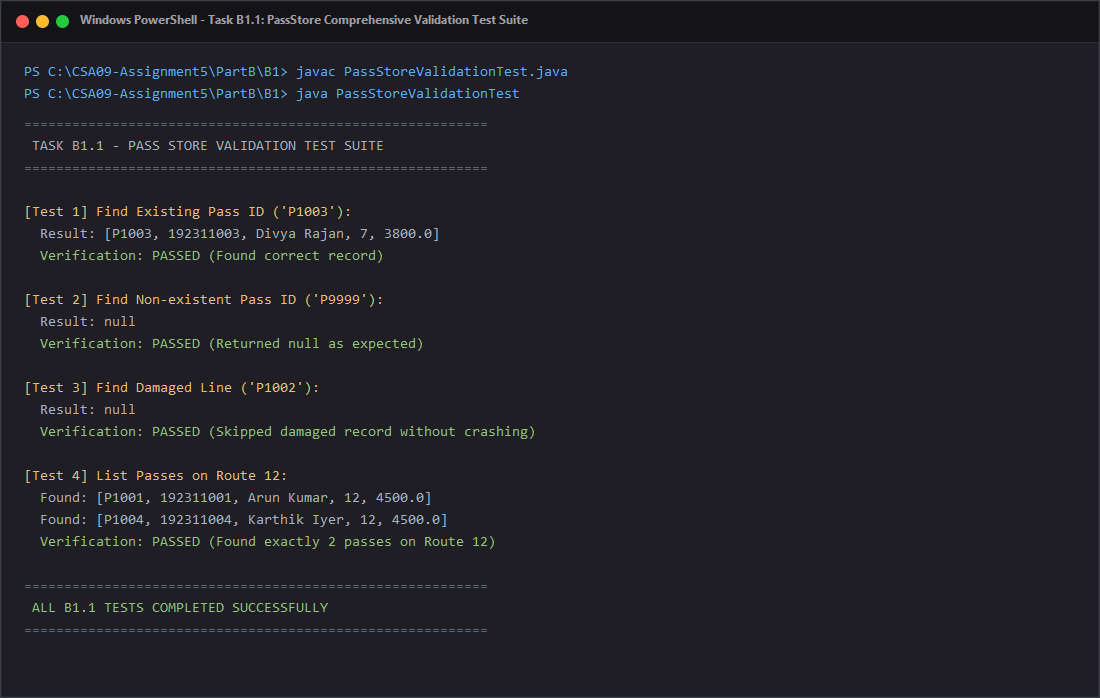 Windows PowerShell - Task B1.1: PassStore Comprehensive Validation Test Suite
PS C:\CSA09-Assignment5\PartB\B1> javac PassStoreValidationTest.java
PS C:\CSA09-Assignment5\PartB\B1> java PassStoreValidationTest
==========================================================
TASK B1.1 - PASS STORE VALIDATION TEST SUITE
==========================================================
[Test 1] Find Existing Pass ID ('P1003'):
Result: [P1003, 192311003, Divya Rajan, 7, 3800.0]
Verification: PASSED (Found correct record)
[Test 2] Find Non-existent Pass ID ('P9999'):
Result: null
Verification: PASSED (Returned null as expected)
[Test 3] Find Damaged Line ('P1002'):
Result: null
Verification: PASSED (Skipped damaged record without crashing)
[Test 4] List Passes on Route 12:
Found: [P1001, 192311001, Arun Kumar, 12, 4500.0]
Found: [P1004, 192311004, Karthik Iyer, 12, 4500.0]
Verification: PASSED (Found exactly 2 passes on Route 12)
==========================================================
ALL B1.1 TESTS COMPLETED SUCCESSFULLY
==========================================================